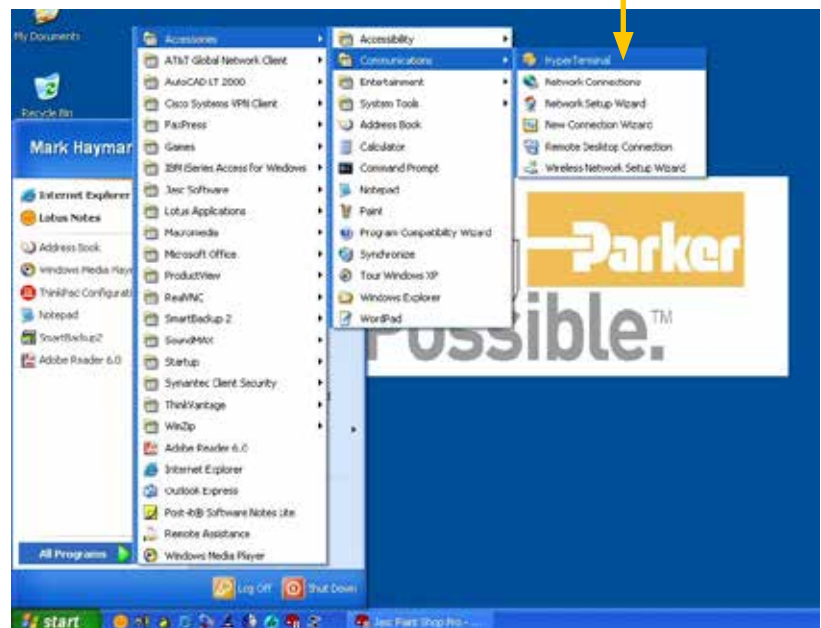 My Documents
Recycle Bin
Mark Haymar
Internet Explorer
Lotus Notes
Address Book
Windows Media Playe
ThinkPad Configurati
Notepad
SmartBackup2
Adobe Reader 6.0
All Programs
Accessories
AT&T Global Network Client
AutoCAD LT 2000
Cisco Systems VPN Client
FaxPress
Games
IBM iSeries Access for Windows
Jasc Software
Lotus Applications
Macromedia
Microsoft Office
ProductView
RealVNC
SmartBackup 2
SoundMAX
Startup
Symantec Client Security
ThinkVantage
WinZip
Adobe Reader 6.0
Internet Explorer
Outlook Express
Post-it® Software Notes Lite
Remote Assistance
Windows Media Player
Accessibility
Communications
Entertainment
System Tools
Address Book
Calculator
Command Prompt
Notepad
Paint
Program Compatibility Wizard
Synchronize
Tour Windows XP
Windows Explorer
WordPad
HyperTerminal
Network Connections
Network Setup Wizard
New Connection Wizard
Remote Desktop Connection
Wireless Network Setup Wizard
Parker
Possible.™
Log Off
Shut Down
start
Jasc Paint Shop Pro - ...